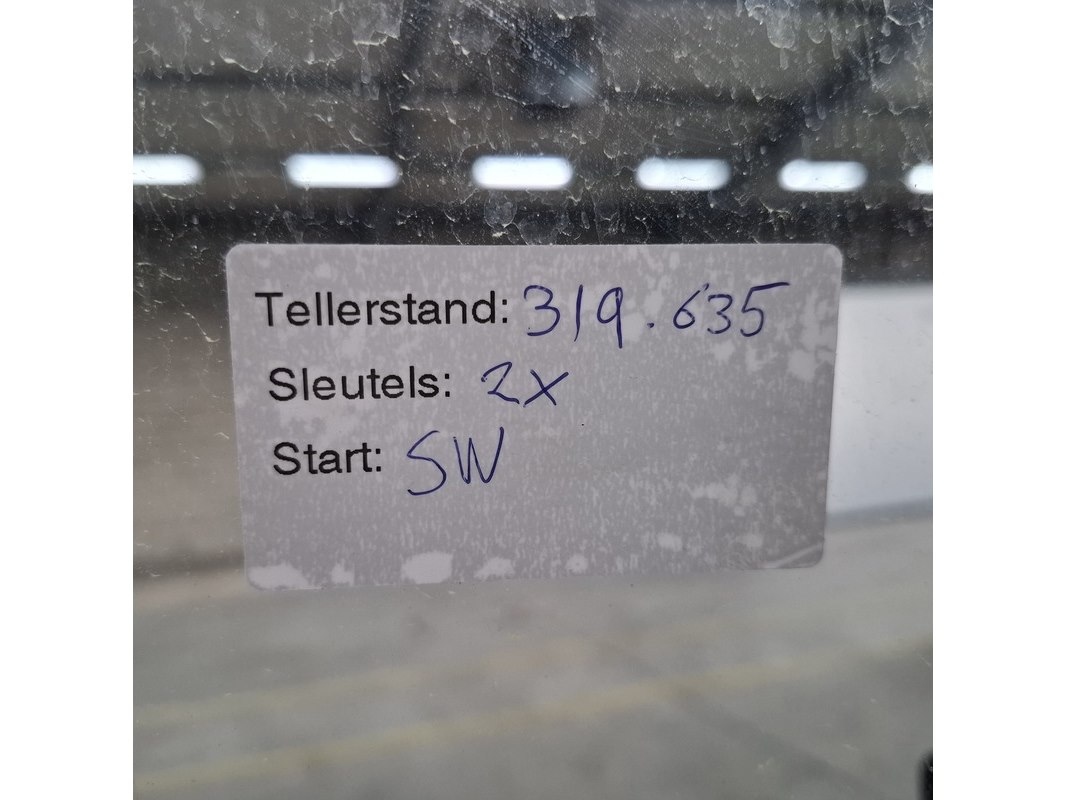 Tellerstand: 319.635
Sleutels: 2x
Start: SW